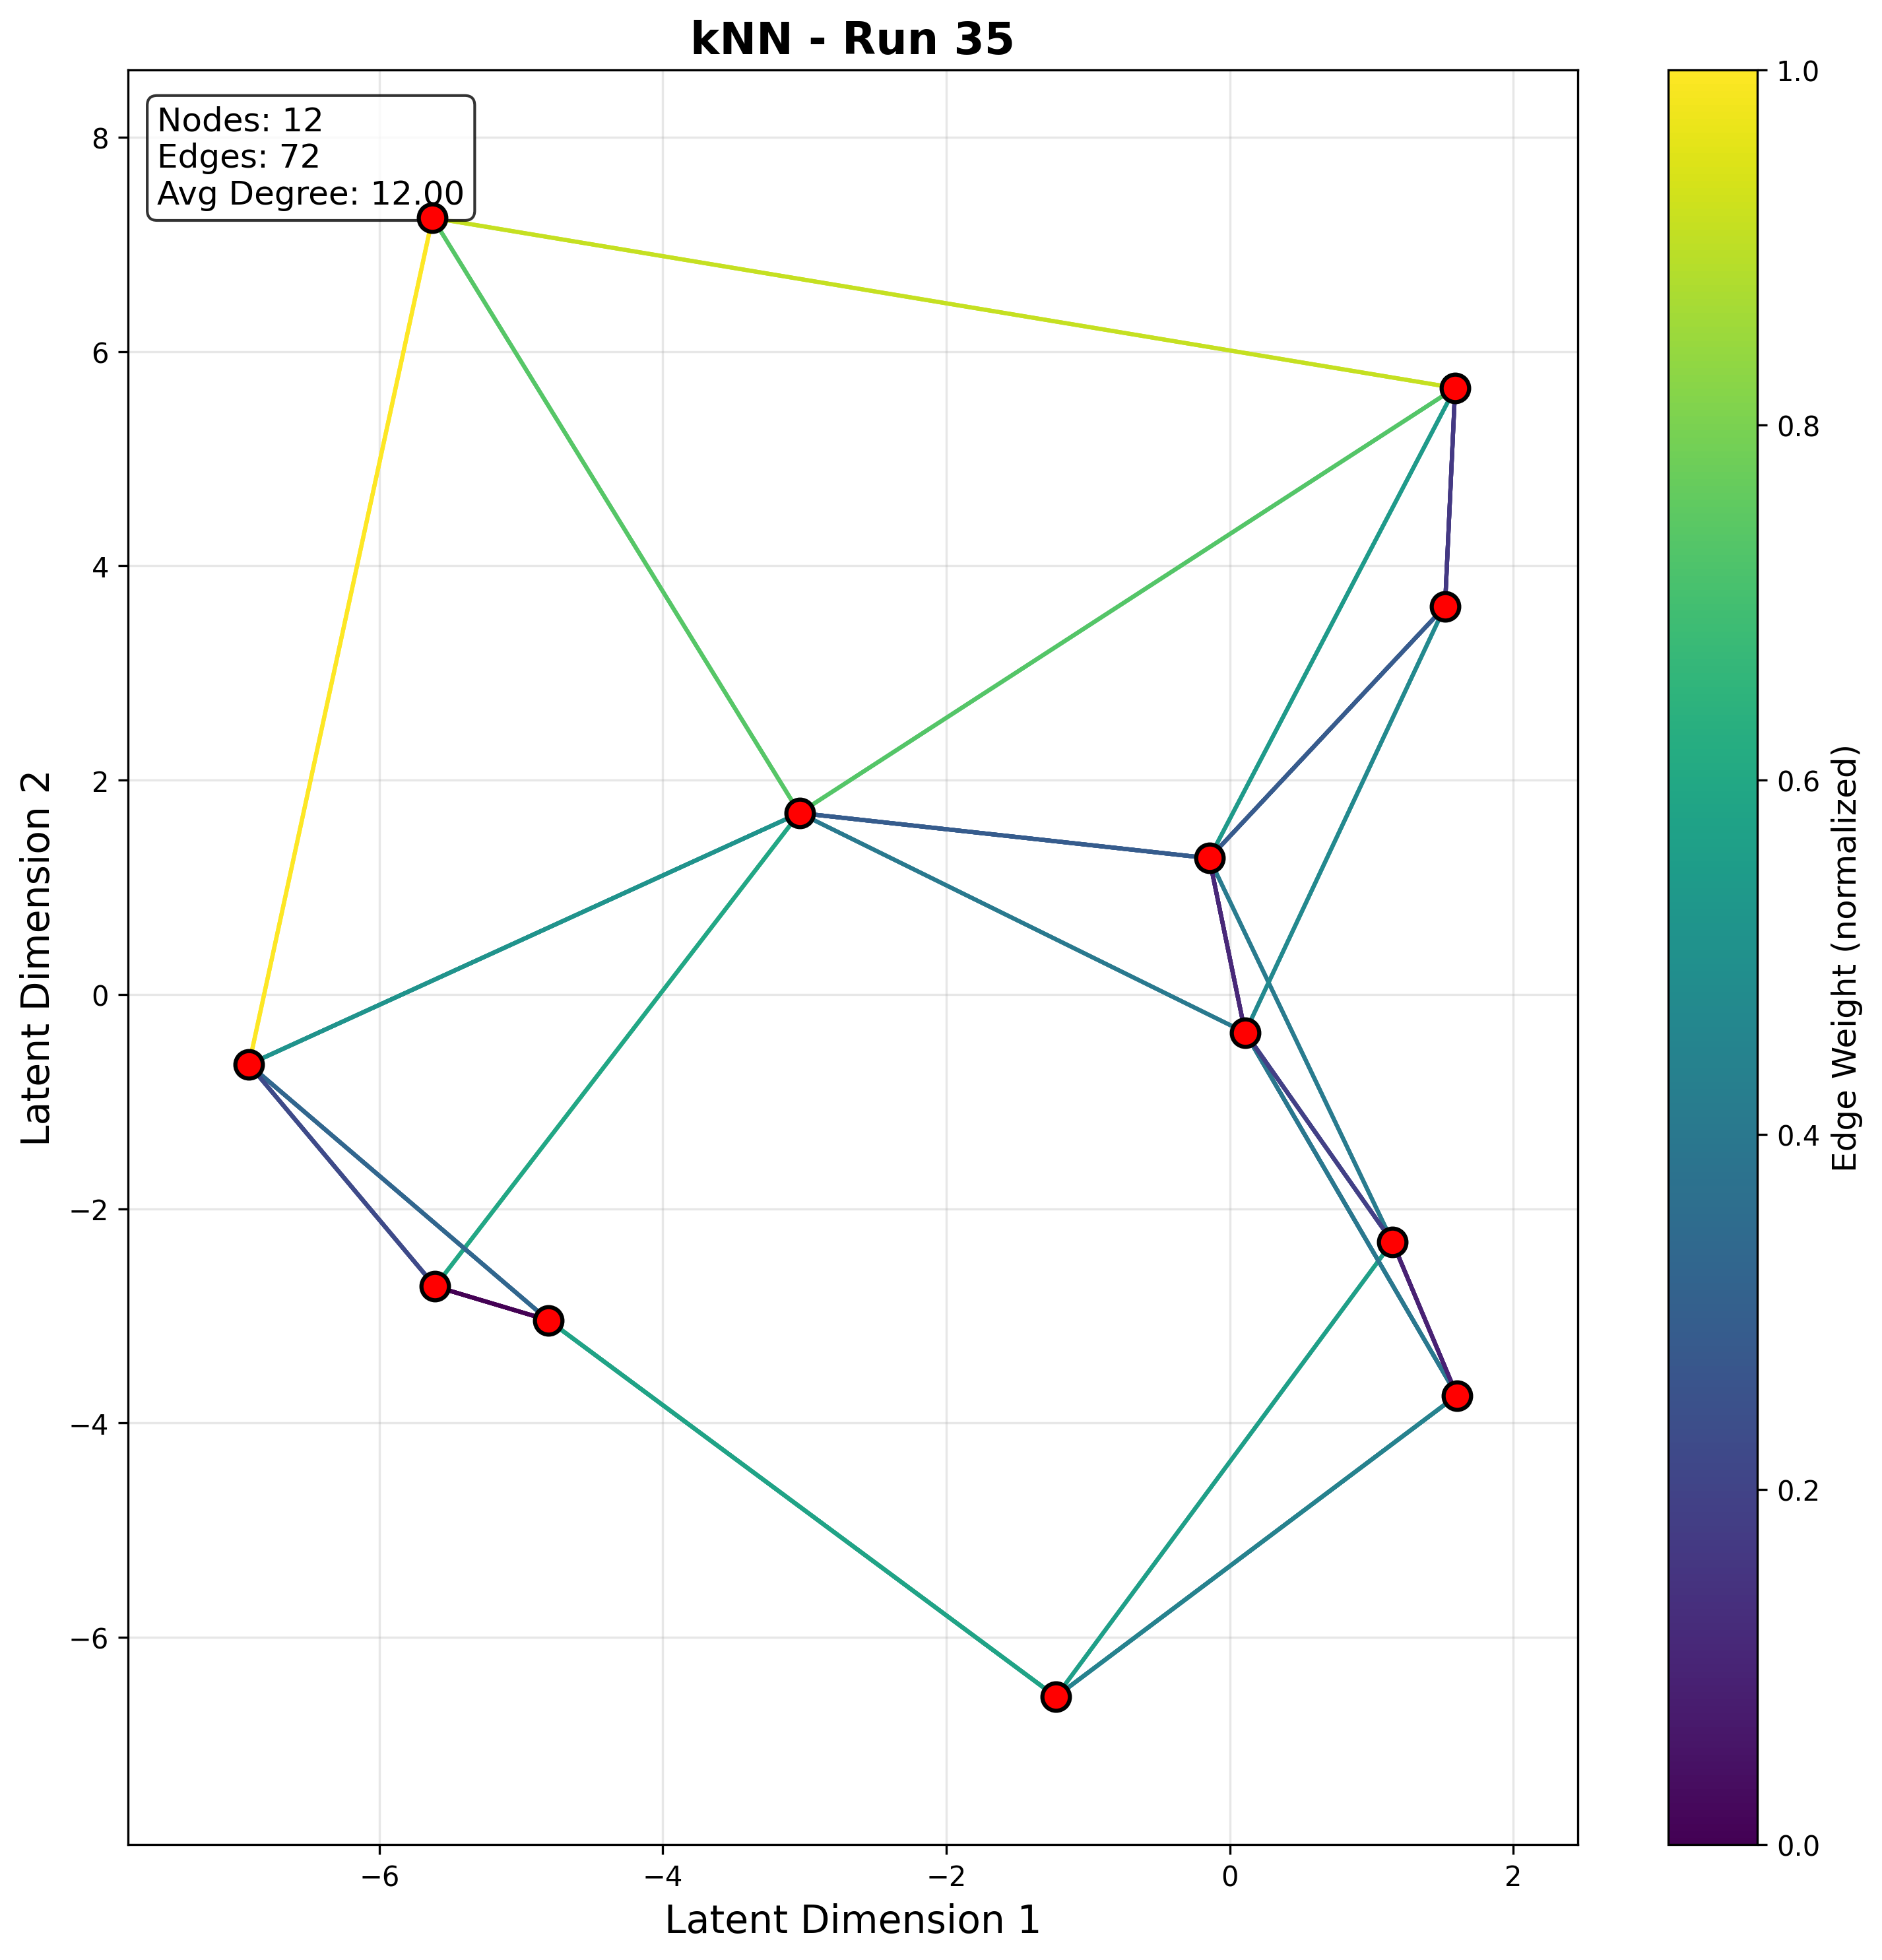 kNN - Run 35
Nodes: 12
Edges: 72
Avg Degree: 12.00
8
6
4
2
0
−2
−4
−6
Latent Dimension 2
−6
−4
−2
0
2
Latent Dimension 1
1.0
0.8
0.6
0.4
0.2
0.0
Edge Weight (normalized)